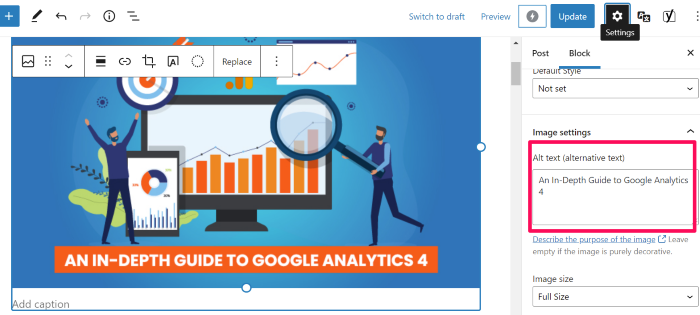 Switch to draft
Preview
Update
Settings
Replace
Post
Block
Default Style
Not set
Image settings
Alt text (alternative text)
An In-Depth Guide to Google Analytics
4
Describe the purpose of the image Leave
empty if the image is purely decorative.
Image size
Full Size
AN IN-DEPTH GUIDE TO GOOGLE ANALYTICS 4
Add caption